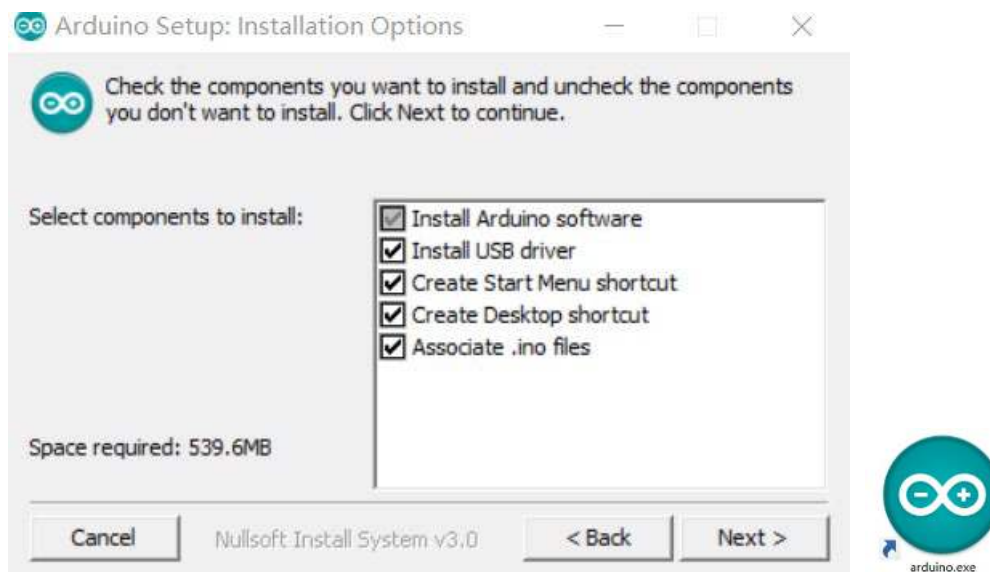 Arduino Setup: Installation Options
Check the components you want to install and uncheck the components
you don't want to install. Click Next to continue.
Select components to install:
Install Arduino software
Install USB driver
Create Start Menu shortcut
Create Desktop shortcut
Associate .ino files
Space required: 539.6MB
Cancel
Nullsoft Install System v3.0
< Back
Next >
arduino.exe